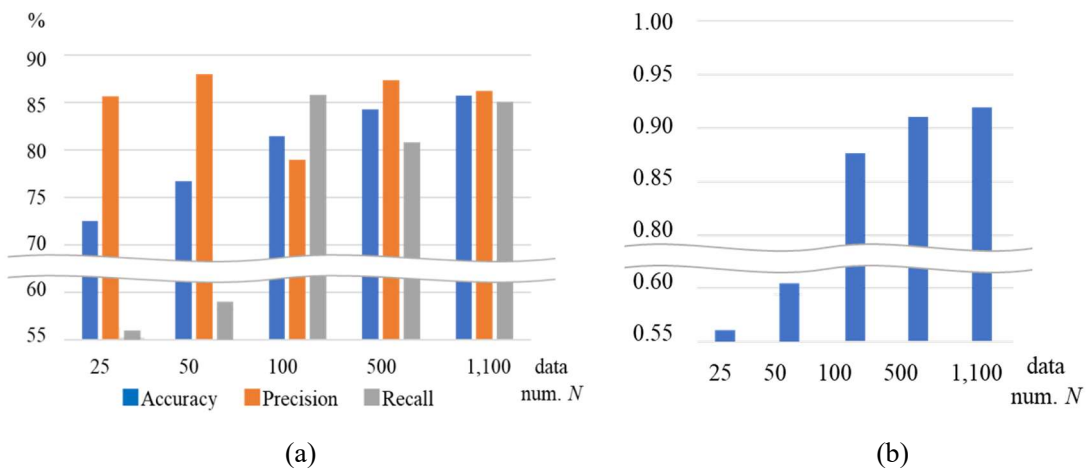 %
90
85
80
75
70
60
55
25 50 100 500 1,100 data
num. N
Accuracy Precision Recall
(a)
1.00
0.95
0.90
0.85
0.80
0.60
0.55
25 50 100 500 1,100 data
num. N
(b)